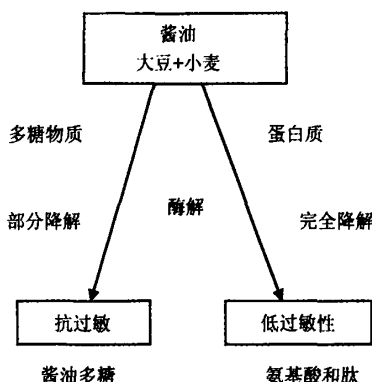 酱油
大豆+小麦
多糖物质
蛋白质
酶解
部分降解
完全降解
抗过敏
低过敏性
酱油多糖
氨基酸和肽